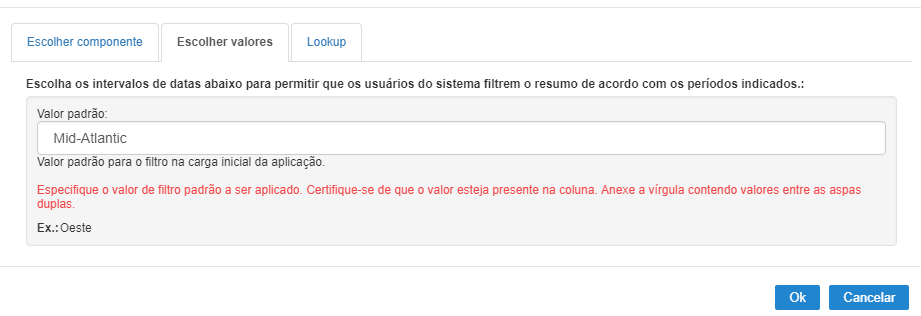 Escolher componente
Escolher valores
Lookup
Escolha os intervalos de datas abaixo para permitir que os usuários do sistema filtrem o resumo de acordo com os períodos indicados.:
Valor padrão:
Mid-Atlantic
Valor padrão para o filtro na carga inicial da aplicação.
Especifique o valor de filtro padrão a ser aplicado. Certifique-se de que o valor esteja presente na coluna. Anexe a vírgula contendo valores entre as aspas
duplas.
Ex.: Oeste
Ok
Cancelar